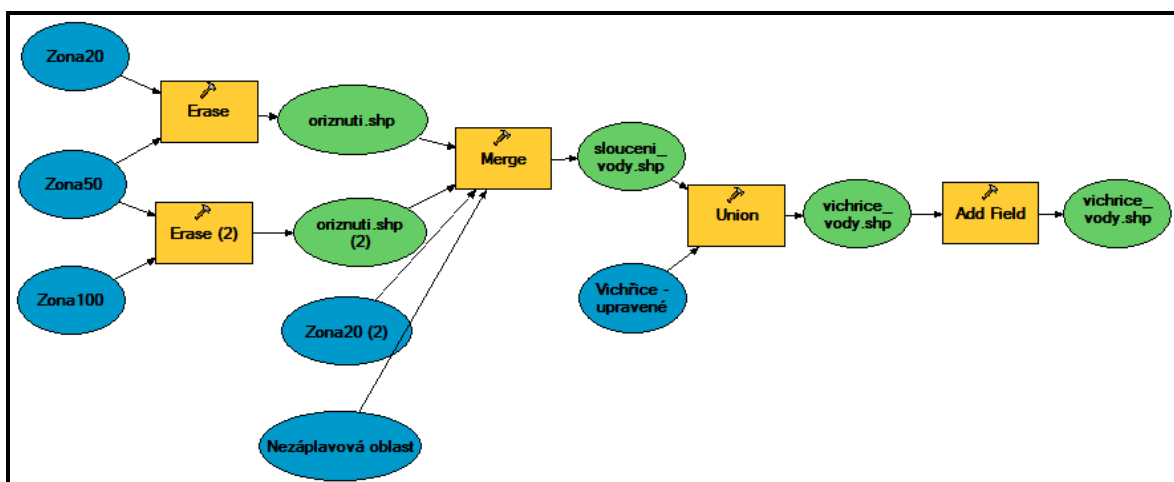 Zona20
Erase
oriznuti.shp
Merge
slouceni_
vody.shp
Zona50
Erase (2)
oriznuti.shp
(2)
Union
vichrice_
vody.shp
Add Field
vichrice_
vody.shp
Zona100
Zona20 (2)
Vichřice -
upravené
Nezáplavová oblast